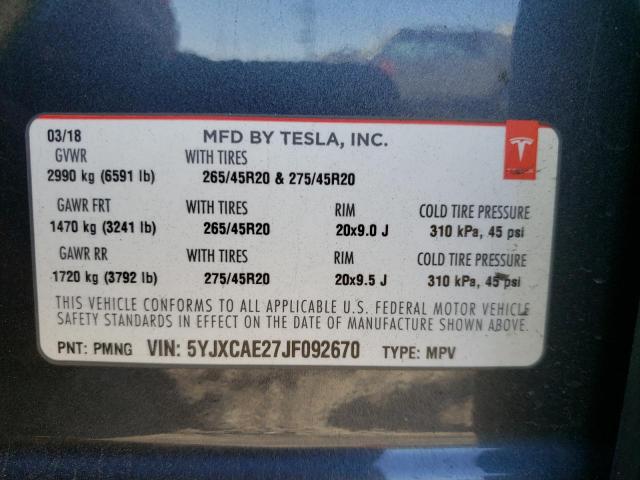 03/18 MFD BY TESLA, INC.
GVWR WITH TIRES
2990 kg (6591 lb) 265/45R20 & 275/45R20
GAWR FRT WITH TIRES RIM COLD TIRE PRESSURE
1470 kg (3241 lb) 265/45R20 20x9.0 J 310 kPa, 45 psi
GAWR RR WITH TIRES RIM COLD TIRE PRESSURE
1720 kg (3792 lb) 275/45R20 20x9.5 J 310 kPa, 45 psi
THIS VEHICLE CONFORMS TO ALL APPLICABLE U.S. FEDERAL MOTOR VEHICLE
SAFETY STANDARDS IN EFFECT ON THE DATE OF MANUFACTURE SHOWN ABOVE.
PNT: PMNG VIN: 5YJXCAE27JF092670 TYPE: MPV